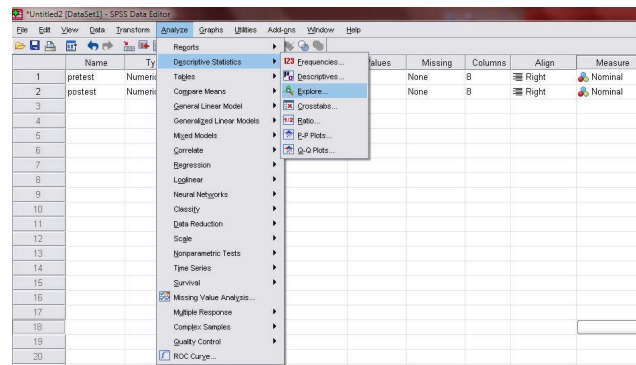 *Untitled2 [DataSet1] - SPSS Data Editor
File Edit View Data Transform Analyze Graphs Utilities Add-ons Window Help
Name Ty alues Missing Columns Align Measure
1 pretest Numeric None 8 Right Nominal
2 postest Numeric None 8 Right Nominal
3
4
5
6
7
8
9
10
11
12
13
14
15
16
17
18
19
20
Reports
Descriptive Statistics
Tables
Compare Means
General Linear Model
Generalized Linear Models
Mixed Models
Correlate
Regression
Loglinear
Neural Networks
Classify
Data Reduction
Scale
Nonparametric Tests
Time Series
Survival
Missing Value Analysis...
Multiple Response
Complex Samples
Quality Control
ROC Curve...
123 Frequencies...
Descriptives...
Explore...
Crosstabs...
1/2 Ratio...
P-P Plots...
Q-Q Plots...